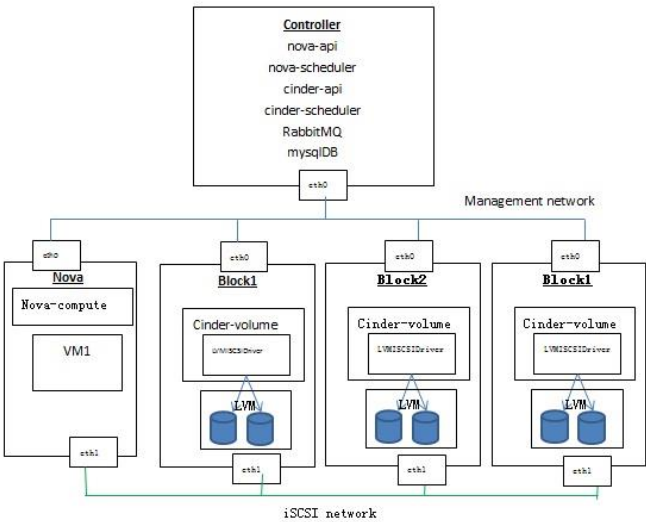 Controller
nova-api
nova-scheduler
cinder-api
cinder-scheduler
RabbitMQ
mysqlDB
eth0
Management network
eth0
eth0
eth0
eth0
Nova
Block1
Block2
Block1
Nova-compute
VM1
Cinder-volume
LVMISCSIDriver
LVM
Cinder-volume
LVMISCSIDriver
LVM
Cinder-volume
LVMISCSIDriver
LVM
eth1
eth1
eth1
eth1
iSCSI network